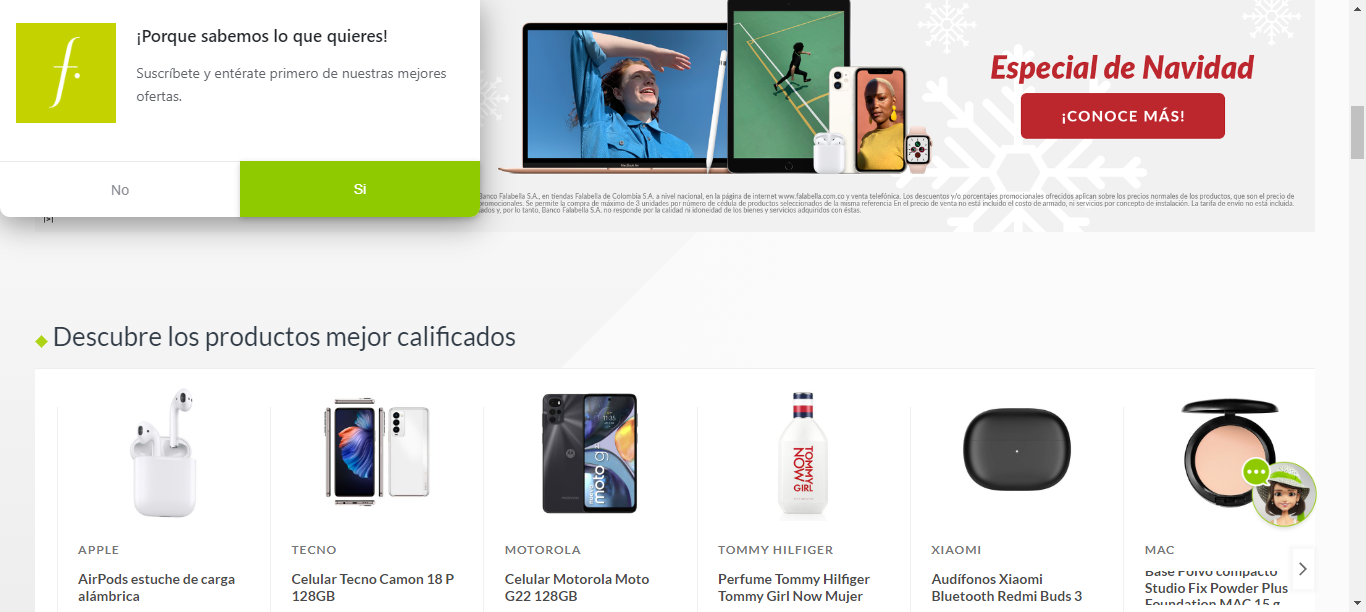 ¡Porque sabemos lo que quieres!
Suscríbete y entérate primero de nuestras mejores
ofertas.
No
Si
Especial de Navidad
¡CONOCE MÁS!
Banco Falabella S.A., en tiendas Falabella de Colombia S.A. a nivel nacional, en la página de internet www.falabella.com.co y venta telefónica. Los descuentos y/o porcentajes promocionales ofrecidos aplican sobre los precios normales de los productos, que son el precio de
promocionales. Se permite la compra de máximo de 3 unidades por número de cédula de productos seleccionados de la misma referencia En el precio de venta no está incluido el costo de armado, ni servicios por concepto de instalación. La tarifa de envío no está incluida.
y, por lo tanto, Banco Falabella S.A. no responde por la calidad ni idoneidad de los bienes y servicios adquiridos con éstas.
Descubre los productos mejor calificados
moto g
TOMMY
NOW
GIRL
APPLE
AirPods estuche de carga
alámbrica
TECNO
Celular Tecno Camon 18 P
128GB
MOTOROLA
Celular Motorola Moto
G22 128GB
TOMMY HILFIGER
Perfume Tommy Hilfiger
Tommy Girl Now Mujer
XIAOMI
Audífonos Xiaomi
Bluetooth Redmi Buds 3
MAC
Base Polvo compacto
Studio Fix Powder Plus
Foundation MAC 15 g